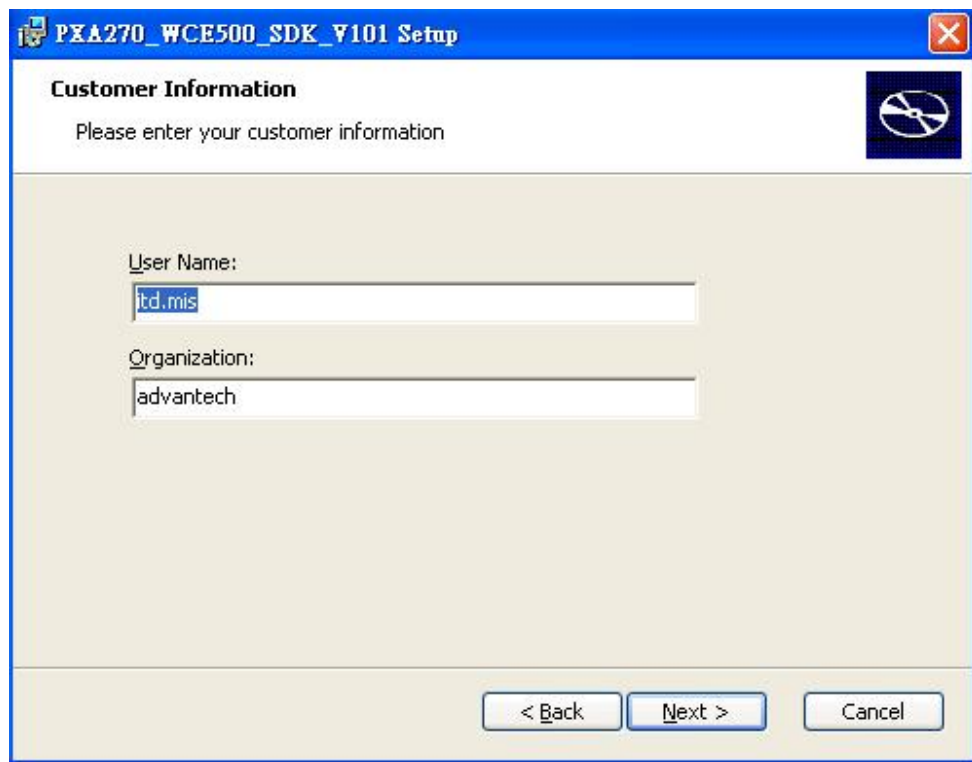 PXA270_WCE500_SDK_V101 Setup
Customer Information
Please enter your customer information
User Name:
itd.mis
Organization:
advantech
< Back
Next >
Cancel